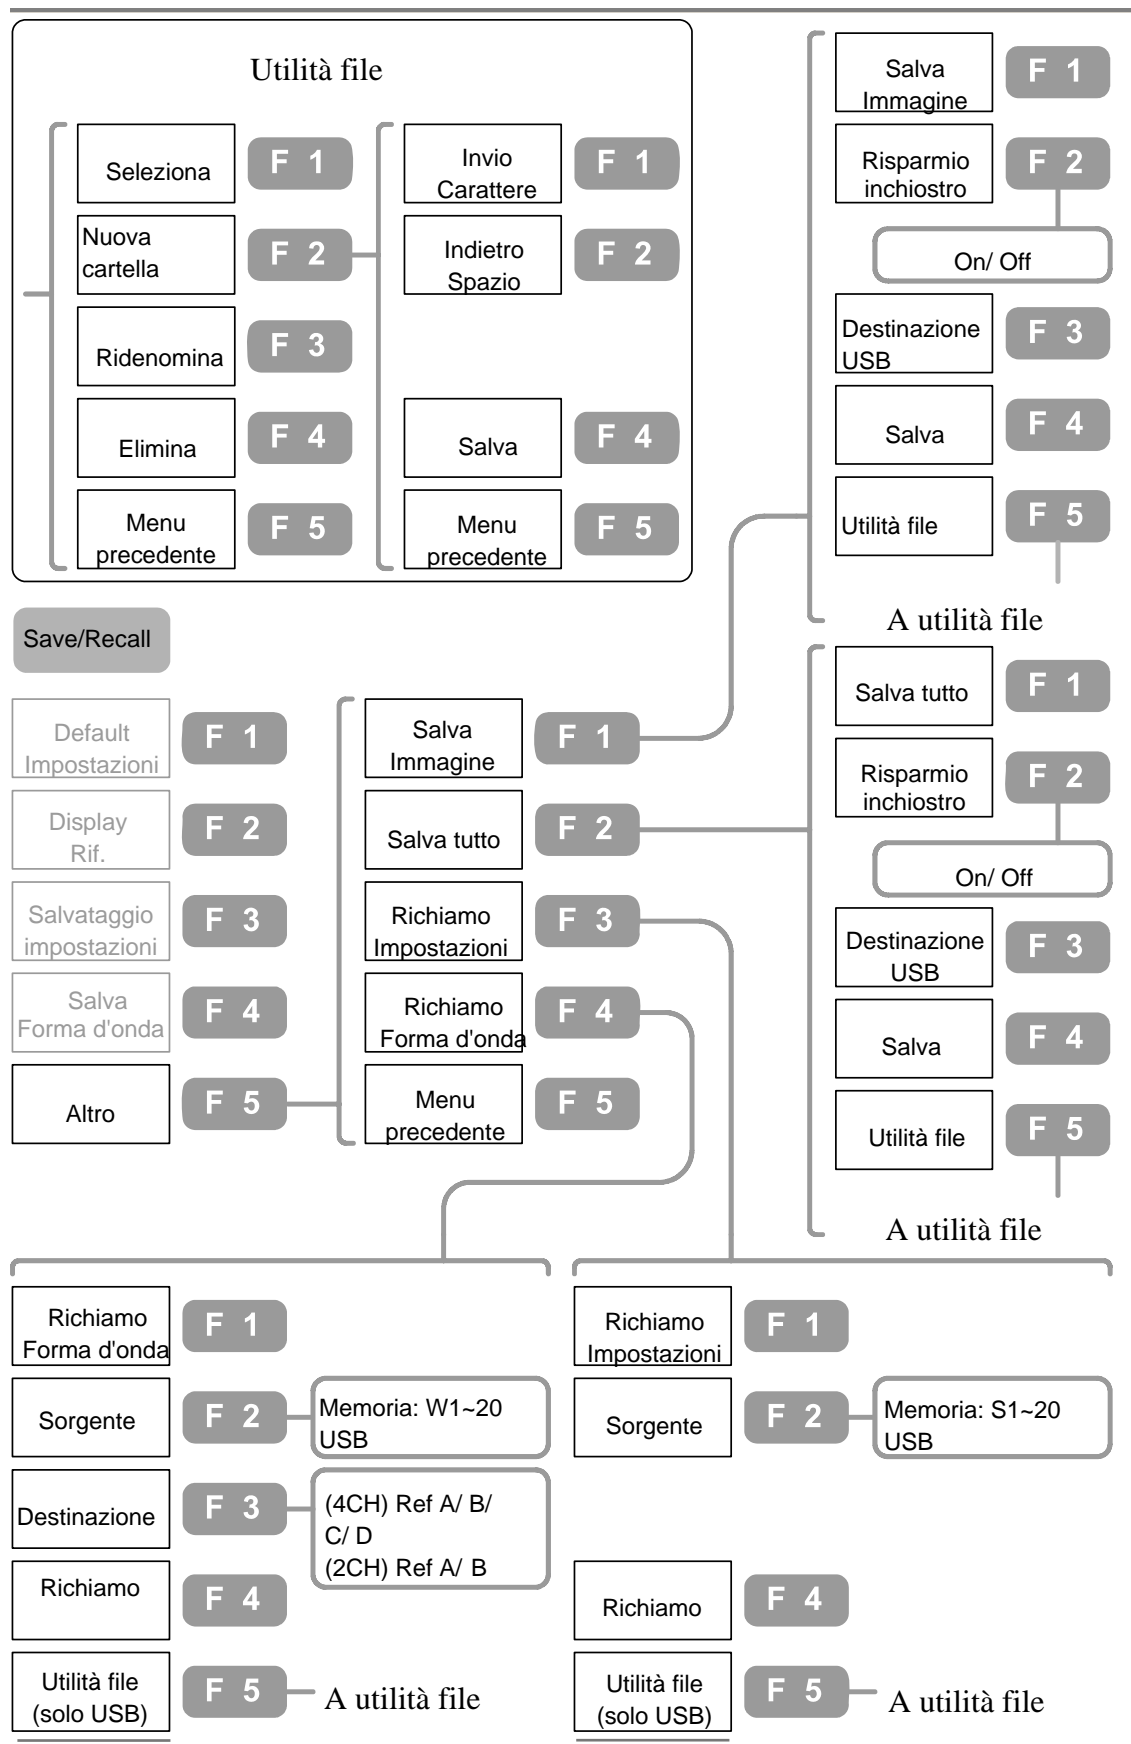 Utilità file
Seleziona
F 1
Invio
Carattere
F 1
Nuova
cartella
F 2
Indietro
Spazio
F 2
Ridenomina
F 3
Elimina
F 4
Salva
F 4
Menu
precedente
F 5
Menu
precedente
F 5
Salva
Immagine
F 1
Risparmio
inchiostro
F 2
On/ Off
Destinazione
USB
F 3
Salva
F 4
Utilità file
F 5
A utilità file
Save/Recall
Default
Impostazioni
F 1
Display
Rif.
F 2
Salvataggio
impostazioni
F 3
Salva
Forma d'onda
F 4
Altro
F 5
Salva
Immagine
F 1
Salva tutto
F 2
Richiamo
Impostazioni
F 3
Richiamo
Forma d'onda
F 4
Menu
precedente
F 5
Salva tutto
F 1
Risparmio
inchiostro
F 2
On/ Off
Destinazione
USB
F 3
Salva
F 4
Utilità file
F 5
A utilità file
Richiamo
Forma d'onda
F 1
Sorgente
F 2
Memoria: W1~20
USB
Destinazione
F 3
(4CH) Ref A/ B/
C/ D
(2CH) Ref A/ B
Richiamo
F 4
Utilità file
(solo USB)
F 5
A utilità file
Richiamo
Impostazioni
F 1
Sorgente
F 2
Memoria: S1~20
USB
Richiamo
F 4
Utilità file
(solo USB)
F 5
A utilità file